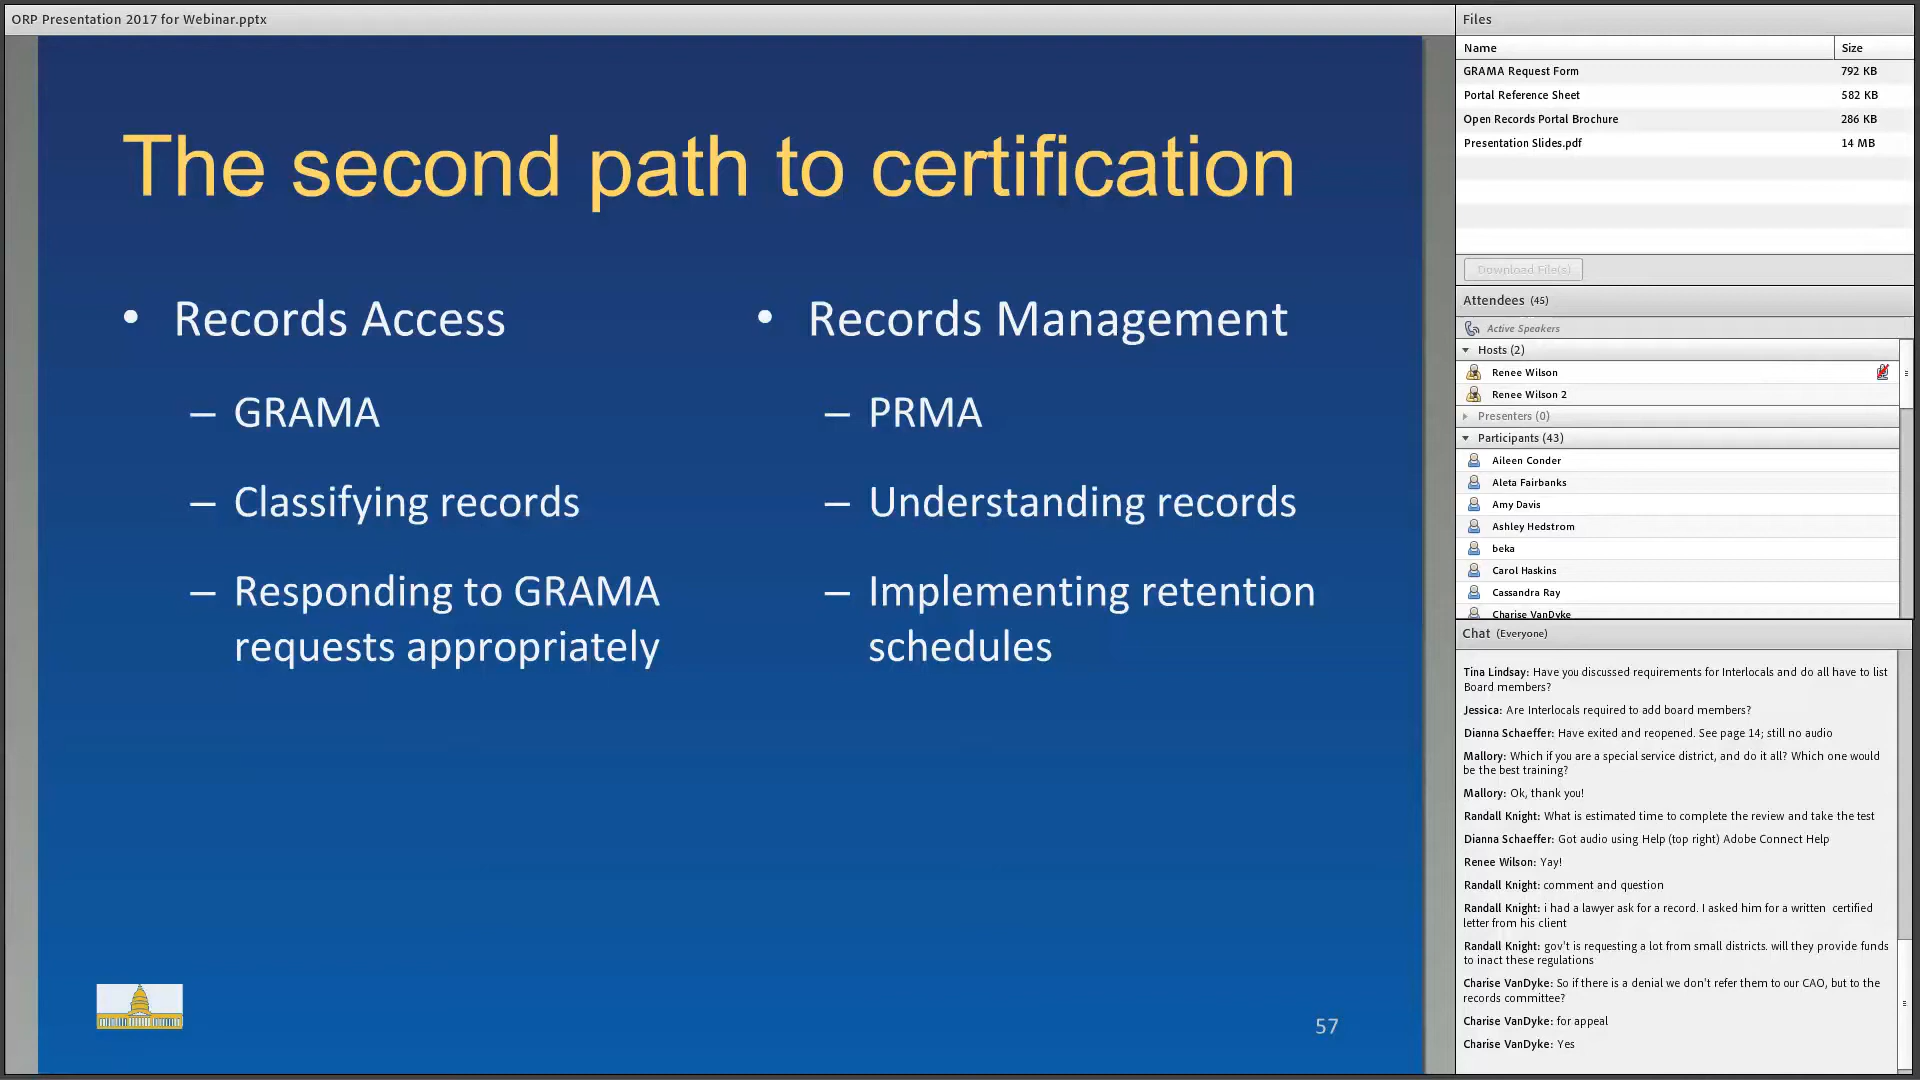 ORP Presentation 2017 for Webinar.pptx
The second path to certification
• Records Access
– GRAMA
– Classifying records
– Responding to GRAMA
requests appropriately
• Records Management
– PRMA
– Understanding records
– Implementing retention
schedules
57
Files
Name Size
GRAMA Request Form 792 KB
Portal Reference Sheet 582 KB
Open Records Portal Brochure 286 KB
Presentation Slides.pdf 14 MB
Download File(s)
Attendees (45)
Active Speakers
Hosts (2)
Renee Wilson
Renee Wilson 2
Presenters (0)
Participants (43)
Aileen Conder
Aleta Fairbanks
Amy Davis
Ashley Hedstrom
beka
Carol Haskins
Cassandra Ray
Charise VanDyke
Chat (Everyone)
Tina Lindsay: Have you discussed requirements for Interlocals and do all have to list
Board members?
Jessica: Are Interlocals required to add board members?
Dianna Schaeffer: Have exited and reopened. See page 14; still no audio
Mallory: Which if you are a special service district, and do it all? Which one would
be the best training?
Mallory: Ok, thank you!
Randall Knight: What is estimated time to complete the review and take the test
Dianna Schaeffer: Got audio using Help (top right) Adobe Connect Help
Renee Wilson: Yay!
Randall Knight: comment and question
Randall Knight: i had a lawyer ask for a record. I asked him for a written certified
letter from his client
Randall Knight: gov't is requesting a lot from small districts. will they provide funds
to inact these regulations
Charise VanDyke: So if there is a denial we don't refer them to our CAO, but to the
records committee?
Charise VanDyke: for appeal
Charise VanDyke: Yes